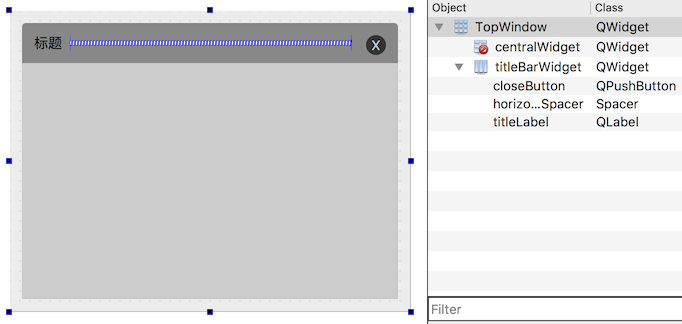 标题
X
Object Class
TopWindow QWidget
centralWidget QWidget
titleBarWidget QWidget
closeButton QPushButton
horizo...Spacer Spacer
titleLabel QLabel
Filter